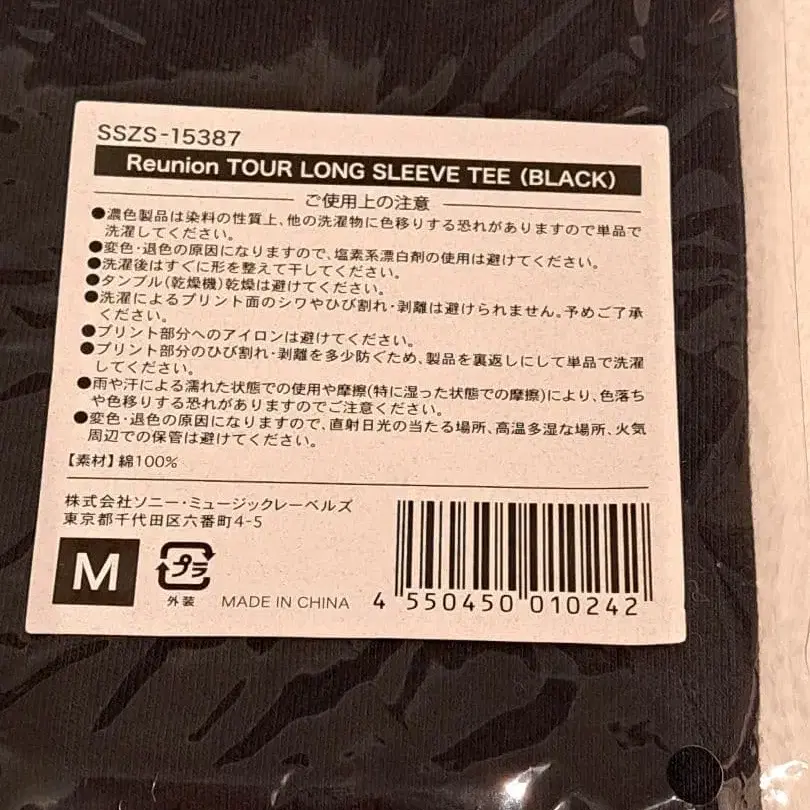 SSZS-15387
Reunion TOUR LONG SLEEVE TEE (BLACK)
ご使用上の注意
●濃色製品は染料の性質上、他の洗濯物に色移りする恐れがありますので単品で
洗濯してください。
●変色・退色の原因になりますので、塩素系漂白剤の使用は避けてください。
●洗濯後はすぐに形を整えて干してください。
●タンブル(乾燥機)乾燥は避けてください。
●洗濯によるプリント面のシワやひび割れ・剥離は避けられません。予めご了承
ください。
●プリント部分へのアイロンは避けてください。
●プリント部分のひび割れ・剥離を多少防ぐため、製品を裏返しにして単品で洗濯
してください。
●雨や汗による濡れた状態での使用や摩擦(特に湿った状態での摩擦)により、色落ち
や色移りする恐れがありますのでご注意ください。
●変色・退色の原因になりますので、直射日光の当たる場所、高温多湿な場所、火気
周辺での保管は避けてください。
【素材】綿100%
株式会社ソニー・ミュージックレーベルズ
東京都千代田区六番町4-5
M
プラ
外装
MADE IN CHINA
4 550450 010242